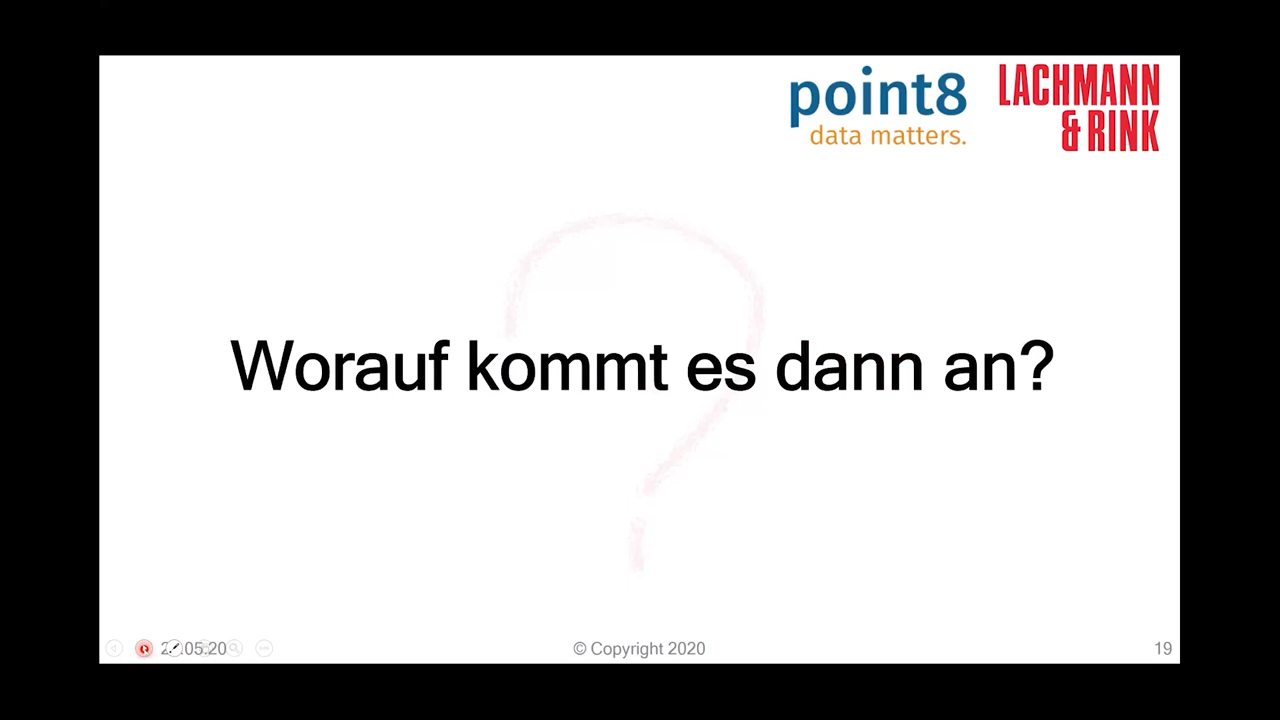 point8
data matters.
LACHMANN
& RINK
Worauf kommt es dann an?
© Copyright 2020
19